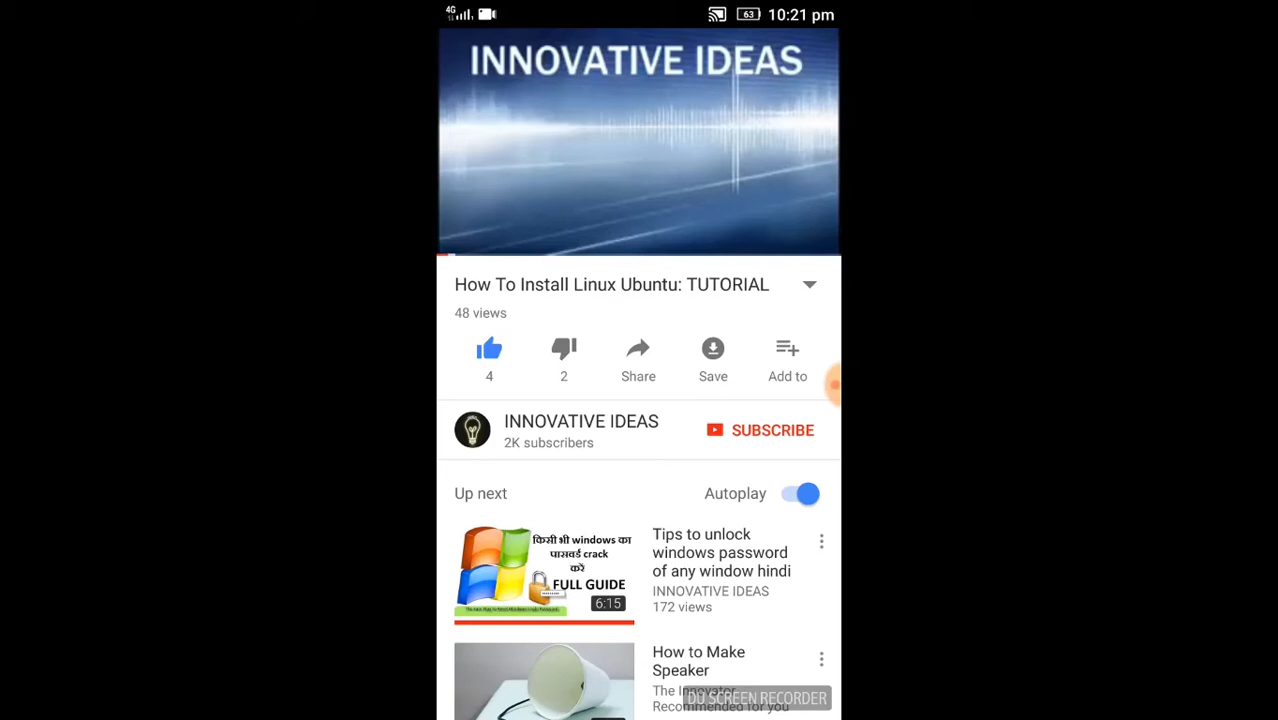 4G
63
10:21 pm
INNOVATIVE IDEAS
How To Install Linux Ubuntu: TUTORIAL
48 views
4
2
Share
Save
Add to
INNOVATIVE IDEAS
2K subscribers
SUBSCRIBE
Up next
Autoplay
किसी भी windows का
पासवर्ड crack
करें
FULL GUIDE
6:15
Tips to unlock
windows password
of any window hindi
INNOVATIVE IDEAS
172 views
How to Make
Speaker
The Innovator
Recommended for you
DU SCREEN RECORDER